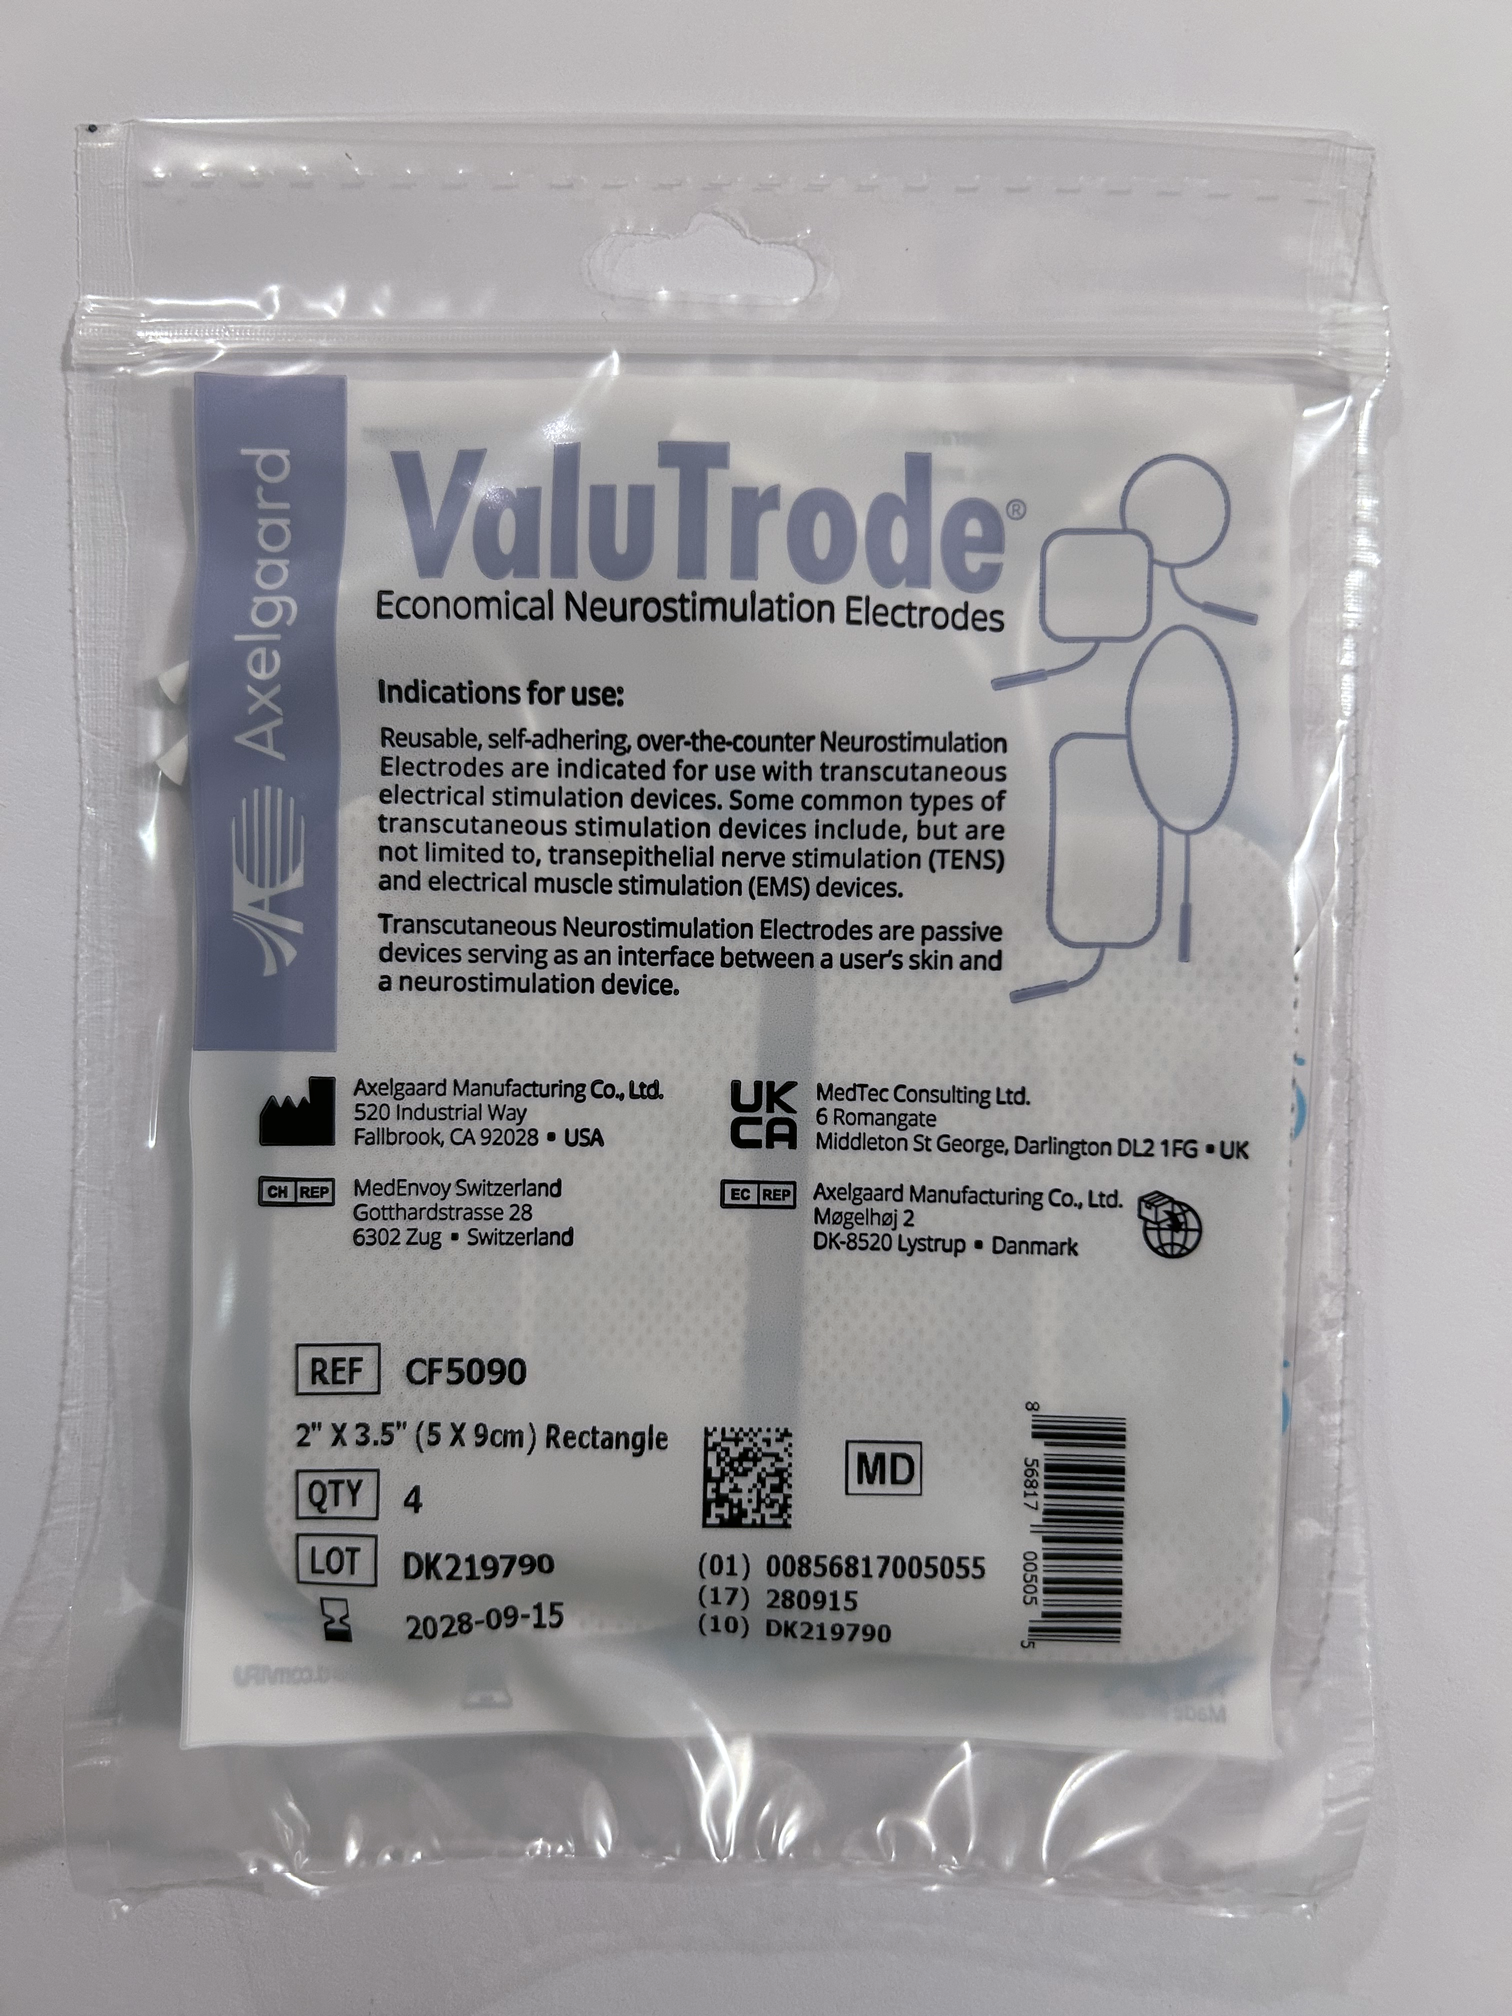 Axelgaard
ValuTrode®
Economical Neurostimulation Electrodes
Indications for use:
Reusable, self-adhering, over-the-counter Neurostimulation
Electrodes are indicated for use with transcutaneous
electrical stimulation devices. Some common types of
transcutaneous stimulation devices include, but are
not limited to, transepithelial nerve stimulation (TENS)
and electrical muscle stimulation (EMS) devices.
Transcutaneous Neurostimulation Electrodes are passive
devices serving as an interface between a user's skin and
a neurostimulation device.
Axelgaard Manufacturing Co., Ltd.
520 Industrial Way
Fallbrook, CA 92028 ▪ USA
UK
CA
MedTec Consulting Ltd.
6 Romangate
Middleton St George, Darlington DL2 1FG ▪ UK
CH REP
MedEnvoy Switzerland
Gotthardstrasse 28
6302 Zug ▪ Switzerland
EC REP
Axelgaard Manufacturing Co., Ltd.
Møgelhøj 2
DK-8520 Lystrup ▪ Danmark
REF CF5090
2" X 3.5" (5 X 9cm) Rectangle
QTY 4
LOT DK219790
2028-09-15
MD
(01) 00856817005055
(17) 280915
(10) DK219790
8 56817 00505 5